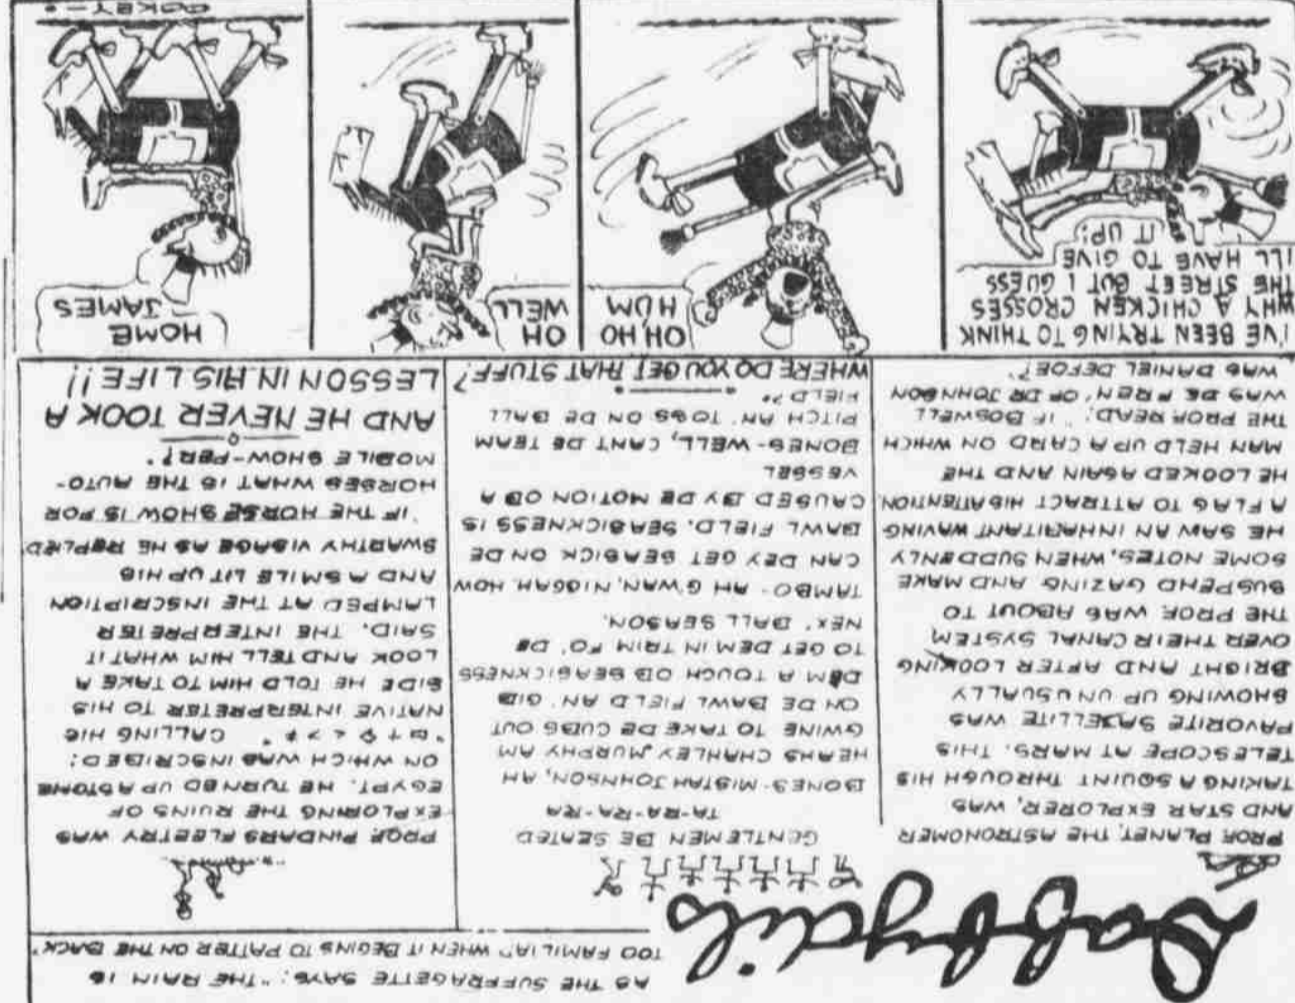 Daffydils
AS THE SUFFRAGETTE SAYS: "THE RAIN IS
TOO FAMILIA? WHEN IT BEGINS TO PATTER ON THE BACK"
PROF PLANET, THE ASTRONOMER
AND STAR EXPLORER, WAS
TAKING A SQUINT THROUGH HIS
TELESCOPE AT MARS. THIS
FAVORITE SATELLITE WAS
SHOWING UP UNUSUALLY
BRIGHT AND AFTER LOOKING
OVER THEIR CANAL SYSTEM
THE PROF WAS ABOUT TO
SUSPEND GAZING AND MAKE
SOME NOTES, WHEN SUDDENLY
HE SAW AN INHABITANT WAVING
A FLAG TO ATTRACT HIS ATTENTION
HE LOOKED AGAIN AND THE
MAN HELD UP A CARD ON WHICH
THE PROF READ: "IF BOSWELL
WAS DE FREN' OF DR JOHNSON
WAS DANIEL DEFOE?"
GENTLEMEN BE SEATED
TA-RA-RA-RA
BONES- MISTAH JOHNSON, AH
HEAHS CHAHLEY MURPHY AM
GWINE TO TAKE DE CUBS OUT
ON DE BAWL FIELD AN' GIB
DEM A TOUCH OB SEASICKNESS
TO GET DEM IN TRIM FO' DE
NEX' BALL SEASON.
TAMBO- AH G'WAN, NIGGAH, HOW
CAN DEY GET SEASICK ON DE
BAWL FIELD. SEASICKNESS IS
CAUSED BY DE MOTION OB A
VESSEL
BONES- WELL, CANT DE TEAM
PITCH AN' TOSS ON DE BALL
FIELD?"
WHERE DO YOU GET THAT STUFF?
PROF PINDARS FLEETRY WAS
EXPLORING THE RUINS OF
EGYPT. HE TURNED UP A STONE
ON WHICH WAS INSCRIBED:
CALLING HIS
NATIVE INTERPRETER TO HIS
SIDE HE TOLD HIM TO TAKE A
LOOK AND TELL HIM WHAT IT
SAID. THE INTERPRETER
LAMPED AT THE INSCRIPTION
AND A SMILE LIT UP HIS
SWARTHY VISAGE AS HE REPLIED
"IF THE HORSE SHOW IS FOR
HORSES WHAT IS THE AUTO-
MOBILE SHOW-PER?"
AND HE NEVER TOOK A
LESSON IN HIS LIFE!!
I'VE BEEN TRYING TO THINK
WHY A CHICKEN CROSSES
THE STREET BUT I GUESS
ILL HAVE TO GIVE
IT UP!
OH, HO
HUM
OH
WELL
HOME
JAMES
OOKEY-